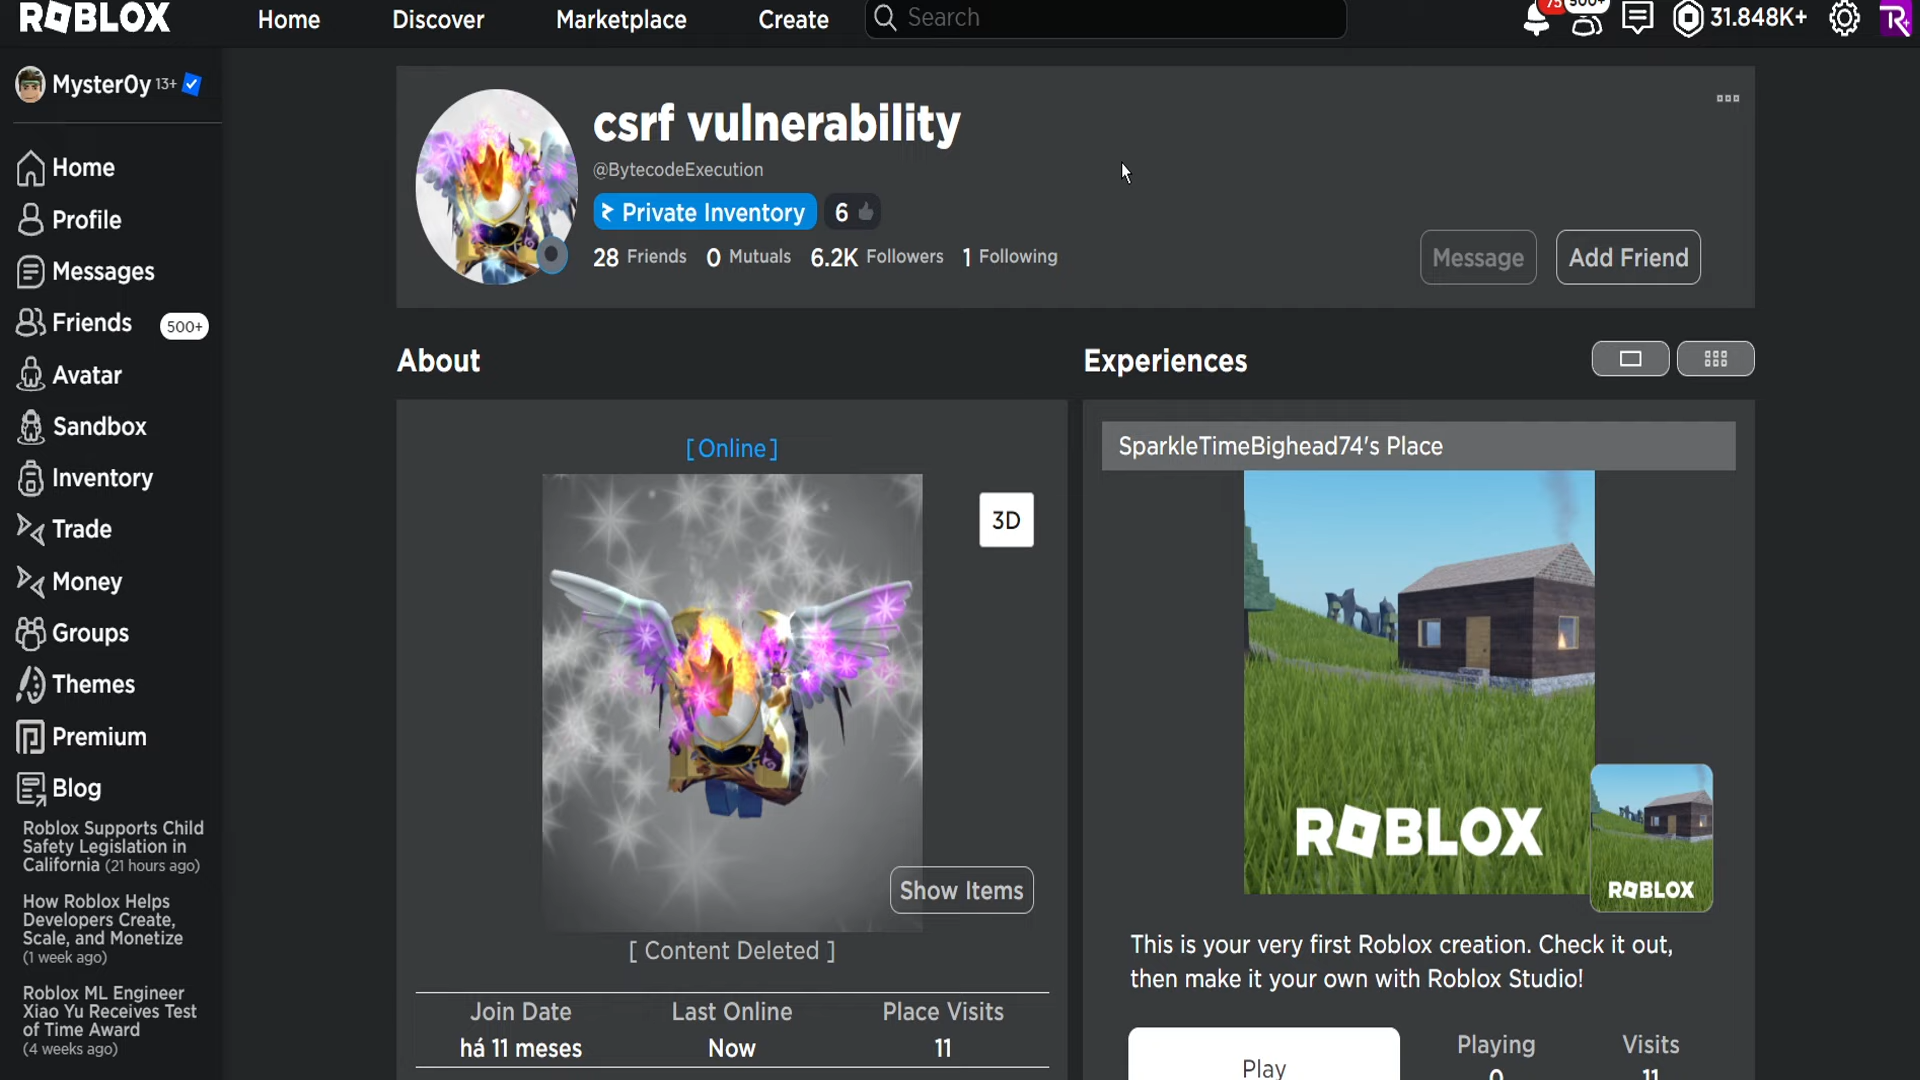 ROBLOX
Home
Discover
Marketplace
Create
Search
75
500+
31.848K+
R+
Myster0y 13+
Home
Profile
Messages
Friends 500+
Avatar
Sandbox
Inventory
Trade
Money
Groups
Themes
Premium
Blog
Roblox Supports Child
Safety Legislation in
California (21 hours ago)
How Roblox Helps
Developers Create,
Scale, and Monetize
(1 week ago)
Roblox ML Engineer
Xiao Yu Receives Test
of Time Award
(4 weeks ago)
csrf vulnerability
@BytecodeExecution
Private Inventory 6
28 Friends 0 Mutuals 6.2K Followers 1 Following
Message
Add Friend
About
[ Online ]
3D
Show Items
[ Content Deleted ]
Join Date Last Online Place Visits
há 11 meses Now 11
Experiences
SparkleTimeBighead74's Place
ROBLOX
ROBLOX
This is your very first Roblox creation. Check it out,
then make it your own with Roblox Studio!
Play
Playing Visits
0 11